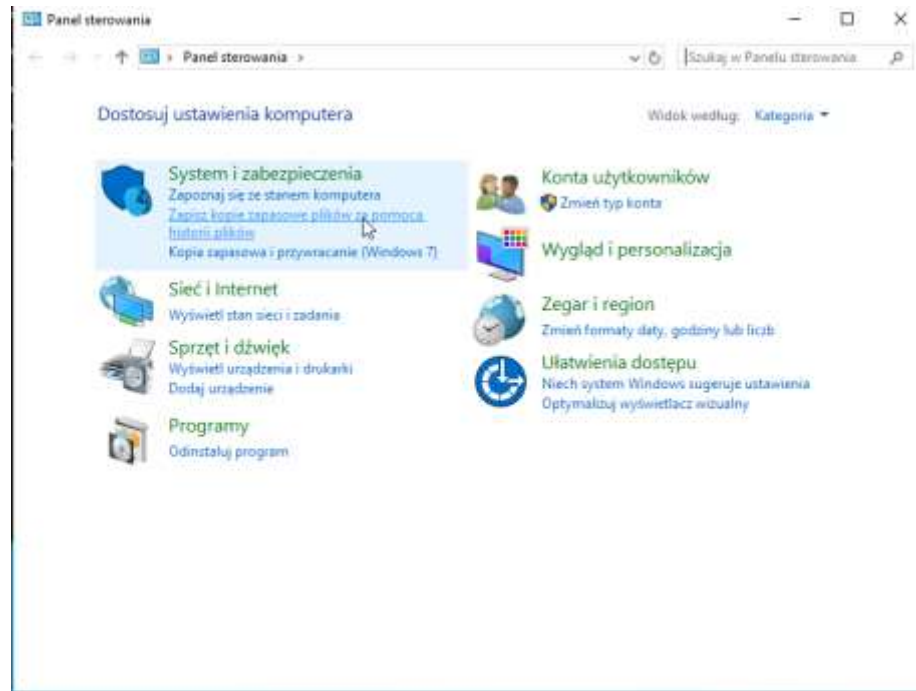 Panel sterowania
Panel sterowania
Szukaj w Panelu sterowania
Dostosuj ustawienia komputera
Widok według: Kategoria
System i zabezpieczenia
Zapoznaj się ze stanem komputera
Zapisz kopie zapasowe plików za pomocą
historii plików
Kopia zapasowa i przywracanie (Windows 7)
Sieć i Internet
Wyświetl stan sieci i zadania
Sprzęt i dźwięk
Wyświetl urządzenia i drukarki
Dodaj urządzenie
Programy
Odinstaluj program
Konta użytkowników
Zmień typ konta
Wygląd i personalizacja
Zegar i region
Zmień formaty daty, godziny lub liczb
Ułatwienia dostępu
Niech system Windows sugeruje ustawienia
Optymalizuj wyświetlacz wizualny